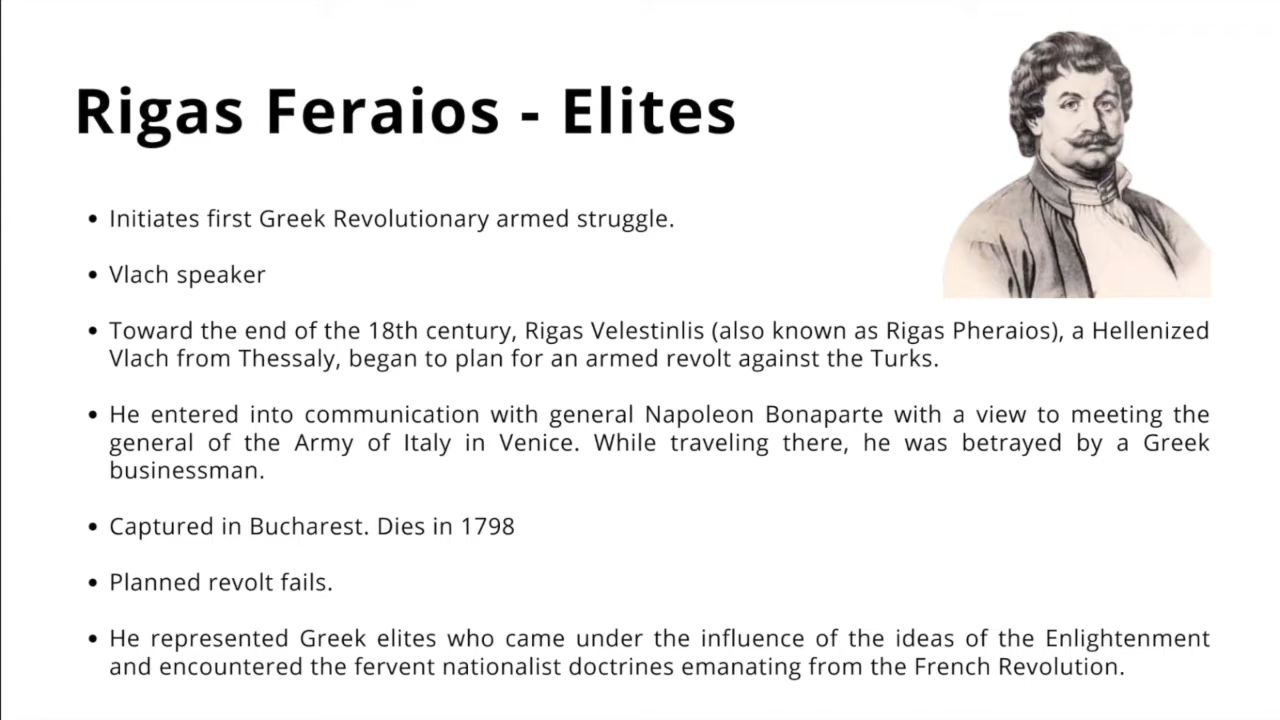 Rigas Feraios - Elites
• Initiates first Greek Revolutionary armed struggle.
• Vlach speaker
• Toward the end of the 18th century, Rigas Velestinlis (also known as Rigas Pheraios), a Hellenized
Vlach from Thessaly, began to plan for an armed revolt against the Turks.
• He entered into communication with general Napoleon Bonaparte with a view to meeting the
general of the Army of Italy in Venice. While traveling there, he was betrayed by a Greek
businessman.
• Captured in Bucharest. Dies in 1798
• Planned revolt fails.
• He represented Greek elites who came under the influence of the ideas of the Enlightenment
and encountered the fervent nationalist doctrines emanating from the French Revolution.